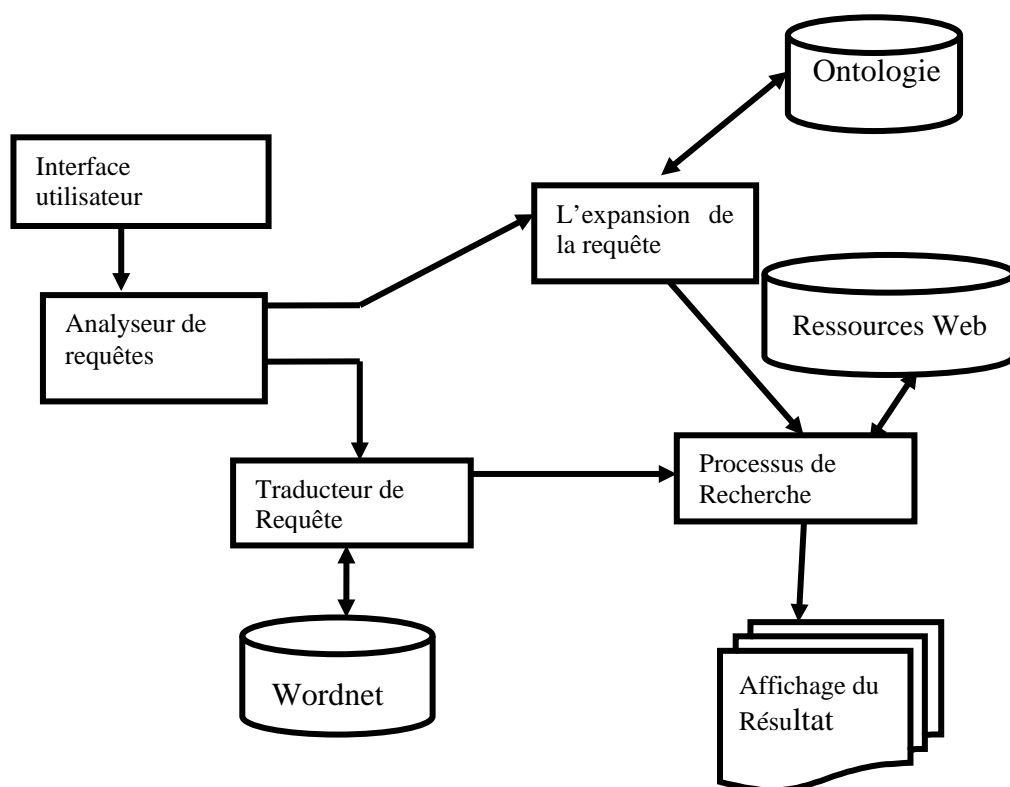 Ontologie
Interface
utilisateur
L’expansion de
la requête
Analyseur de
requêtes
Ressources Web
Traducteur de
Requête
Processus de
Recherche
Wordnet
Affichage du
Résultat